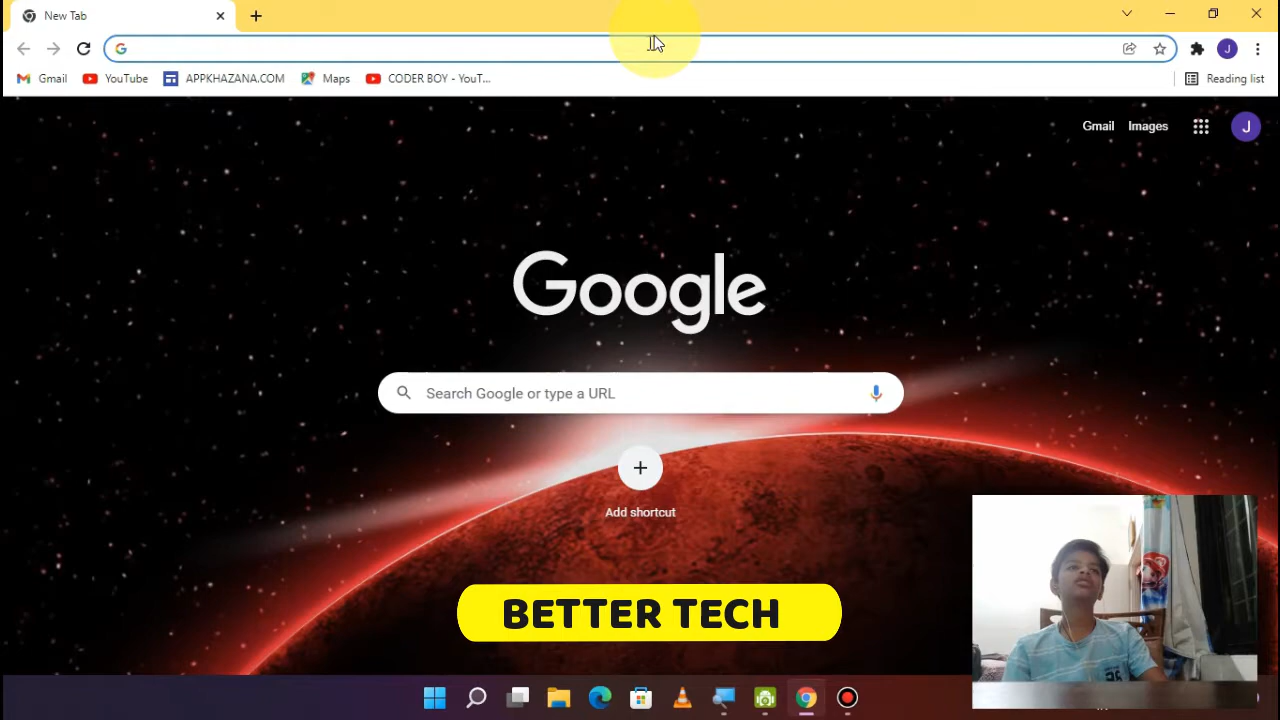 New Tab
Gmail
YouTube
APPKHAZANA.COM
Maps
CODER BOY - YouT...
Reading list
J
Gmail
Images
J
Google
Search Google or type a URL
Add shortcut
BETTER TECH